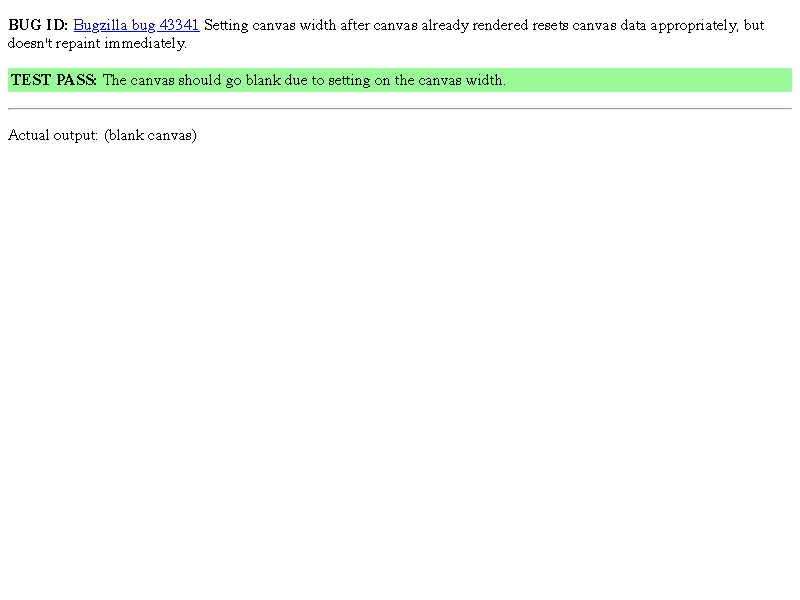 BUG ID: Bugzilla bug 43341 Setting canvas width after canvas already rendered resets canvas data appropriately, but
doesn't repaint immediately.
TEST PASS: The canvas should go blank due to setting on the canvas width.
Actual output: (blank canvas)